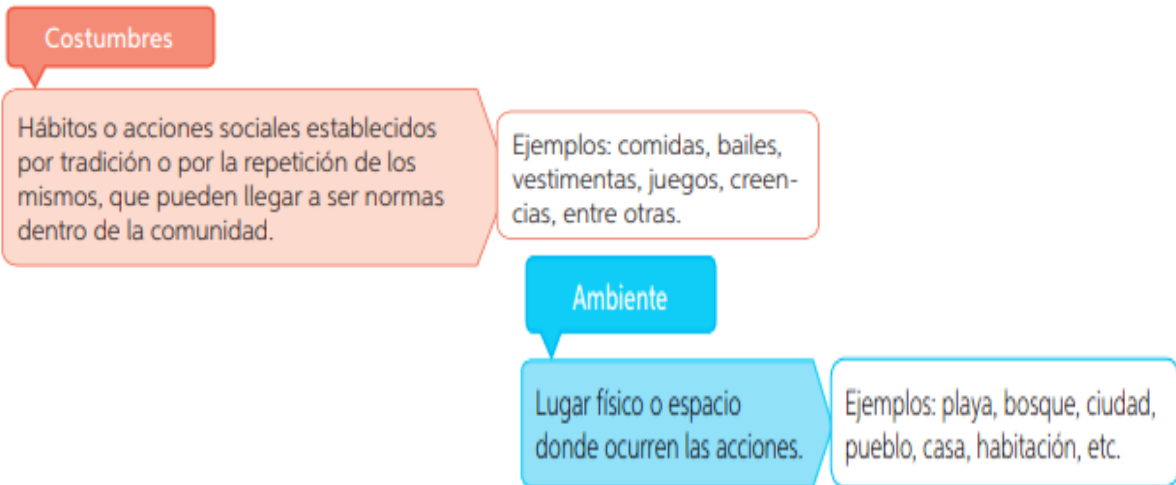 Costumbres
Hábitos o acciones sociales establecidos
por tradición o por la repetición de los
mismos, que pueden llegar a ser normas
dentro de la comunidad.
Ejemplos: comidas, bailes,
vestimentas, juegos, creen-
cias, entre otras.
Ambiente
Lugar físico o espacio
donde ocurren las acciones.
Ejemplos: playa, bosque, ciudad,
pueblo, casa, habitación, etc.